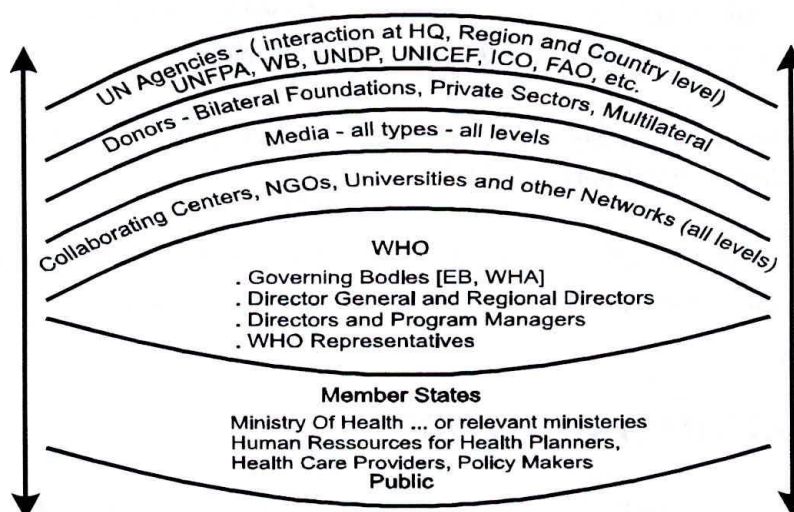 UN Agencies - ( interaction at HQ, Region and Country level)
UNFPA, WB, UNDP, UNICEF, ICO, FAO, etc.
Donors - Bilateral Foundations, Private Sectors, Multilateral
Media - all types - all levels
Collaborating Centers, NGOs, Universities and other Networks (all levels)
WHO
. Governing Bodies [EB, WHA]
. Director General and Regional Directors
. Directors and Program Managers
. WHO Representatives
Member States
Ministry Of Health ... or relevant ministeries
Human Ressources for Health Planners,
Health Care Providers, Policy Makers
Public